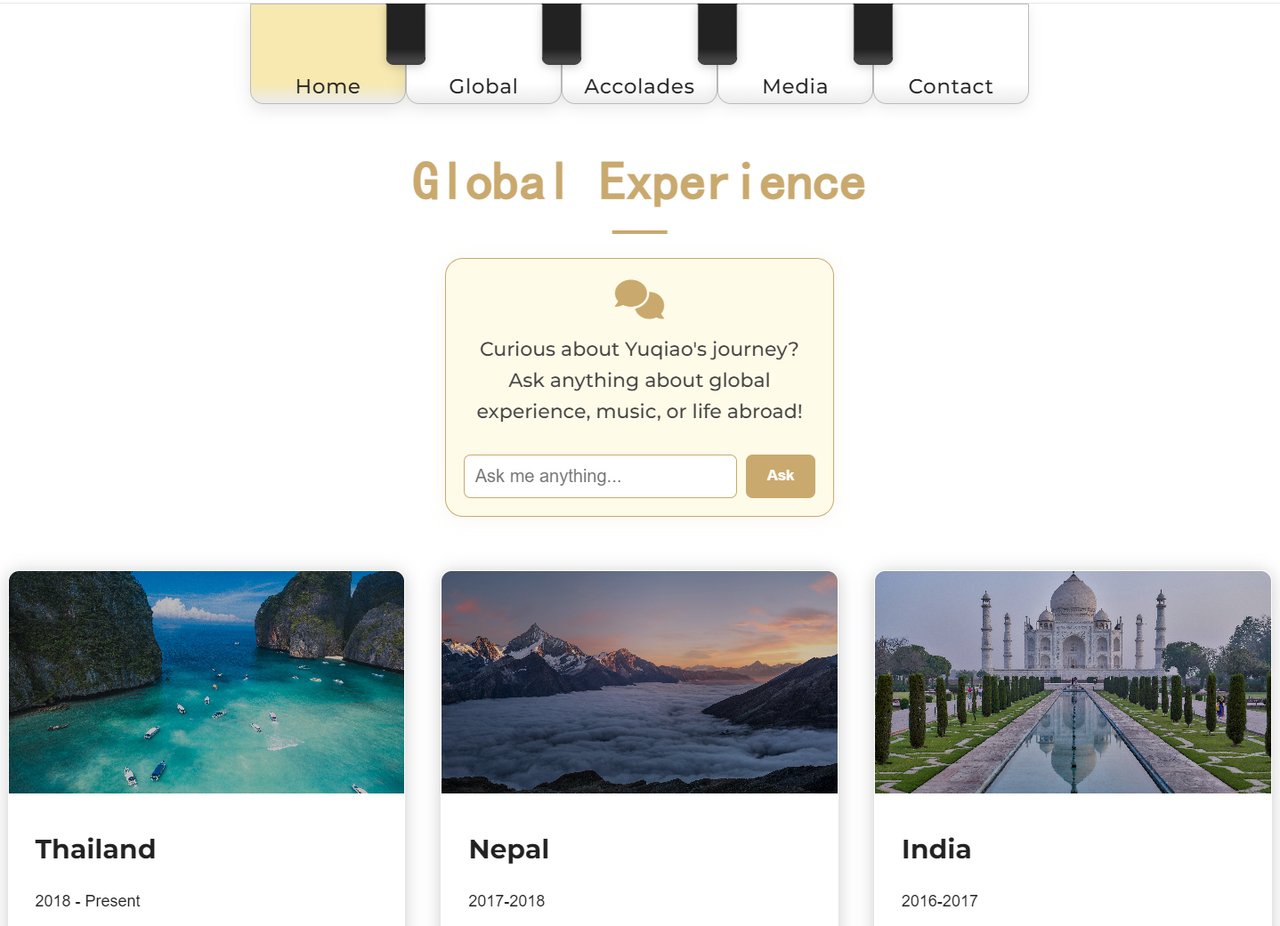 Home
Global
Accolades
Media
Contact
Global Experience
Curious about Yuqiao's journey?
Ask anything about global
experience, music, or life abroad!
Ask me anything...
Ask
Thailand
2018 - Present
Nepal
2017-2018
India
2016-2017